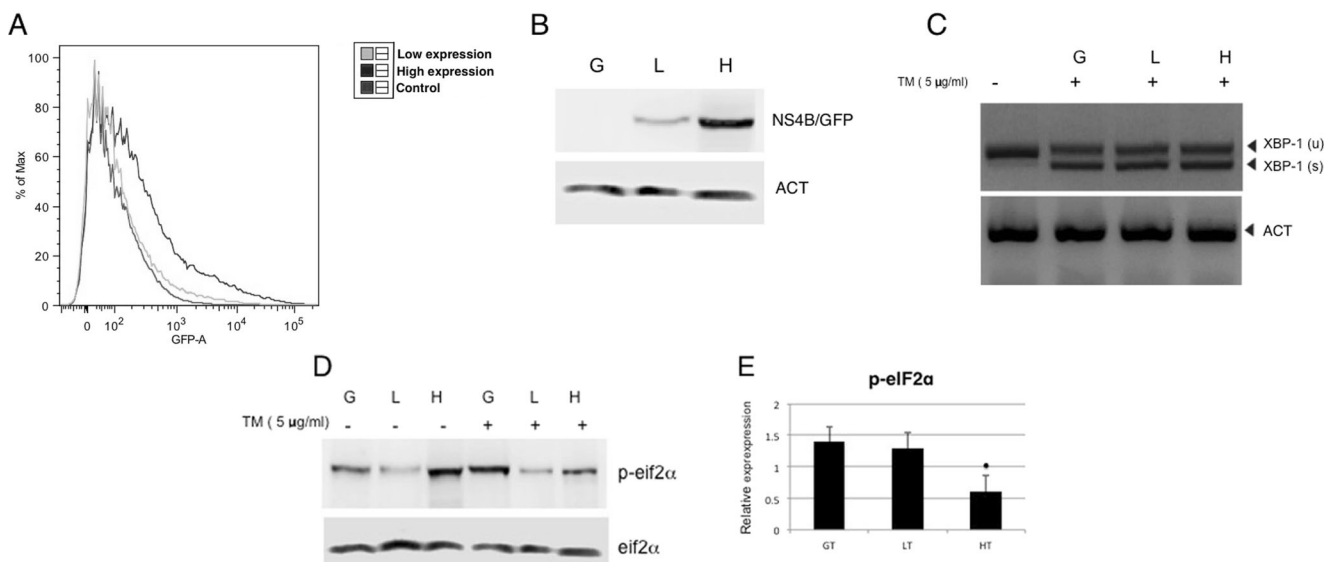 A
100
80
60
40
20
0
% of Max
0 10² 10³ 10⁴ 10⁵
GFP-A
Low expression
High expression
Control
B
G L H
NS4B/GFP
ACT
C
G L H
TM ( 5 µg/ml) - + + +
XBP-1 (u)
XBP-1 (s)
ACT
D
G L H G L H
TM ( 5 µg/ml) - - - + + +
p-eif2α
eif2α
E
p-eIF2α
2
1.5
1
0.5
0
Relative exprexpression
GT LT HT